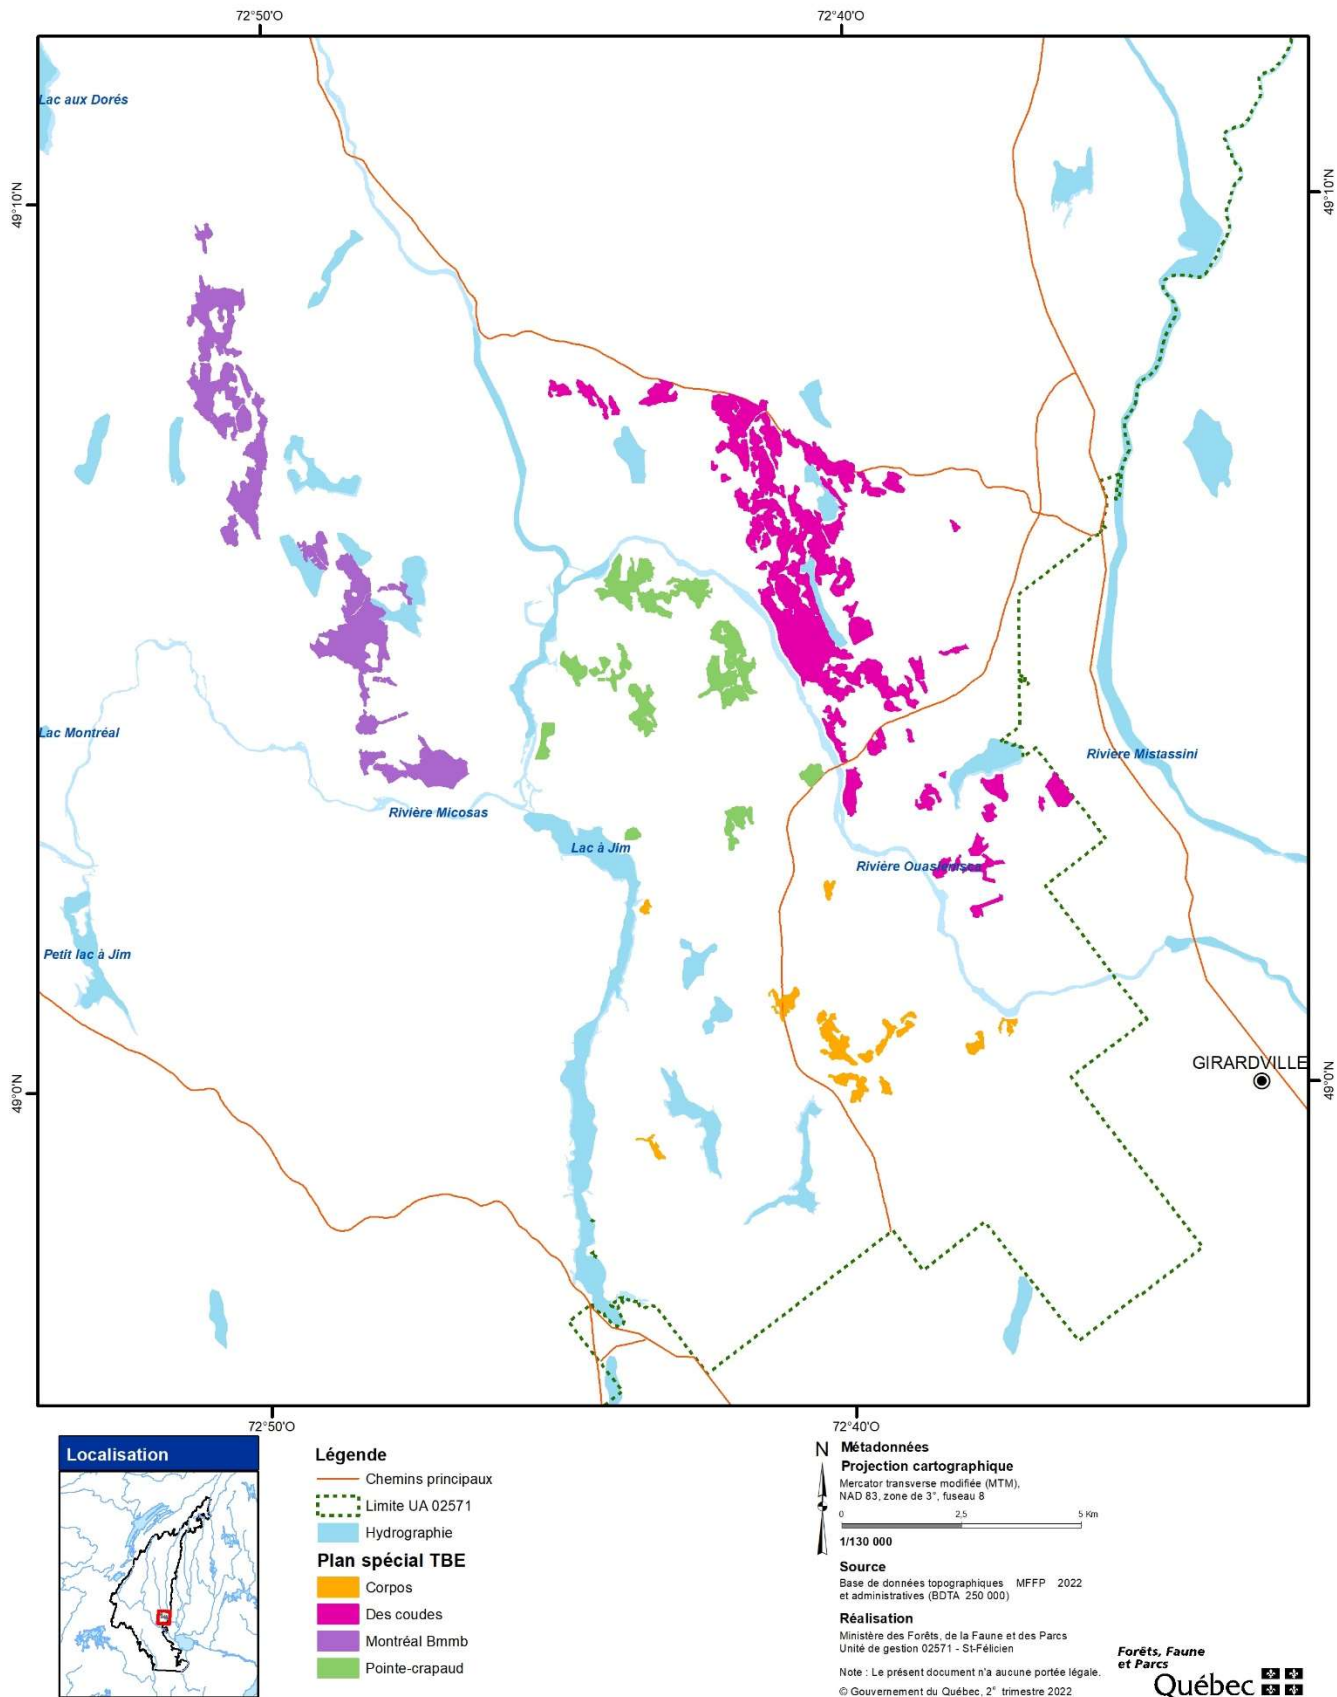 72°50'O
72°40'O
Lac aux Dorés
49°10'N
49°10'N
Lac Montréal
Rivière Mistassini
Rivière Micosas
Lac à Jim
Rivière Ouasiemsca
Petit lac à Jim
GIRARDVILLE
49°0'N
49°0'N
72°50'O
72°40'O
Localisation
Légende
Chemins principaux
Limite UA 02571
Hydrographie
Plan spécial TBE
Corpos
Des coudes
Montréal Bmmb
Pointe-crapaud
N
Métadonnées
Projection cartographique
Mercator transverse modifiée (MTM),
NAD 83, zone de 3°, fuseau 8
0 2,5 5 Km
1/130 000
Source
Base de données topographiques MFFP 2022
et administratives (BDTA 250 000)
Réalisation
Ministère des Forêts, de la Faune et des Parcs
Unité de gestion 02571 - St-Félicien
Note : Le présent document n'a aucune portée légale.
© Gouvernement du Québec, 2e trimestre 2022
Forêts, Faune
et Parcs
Québec